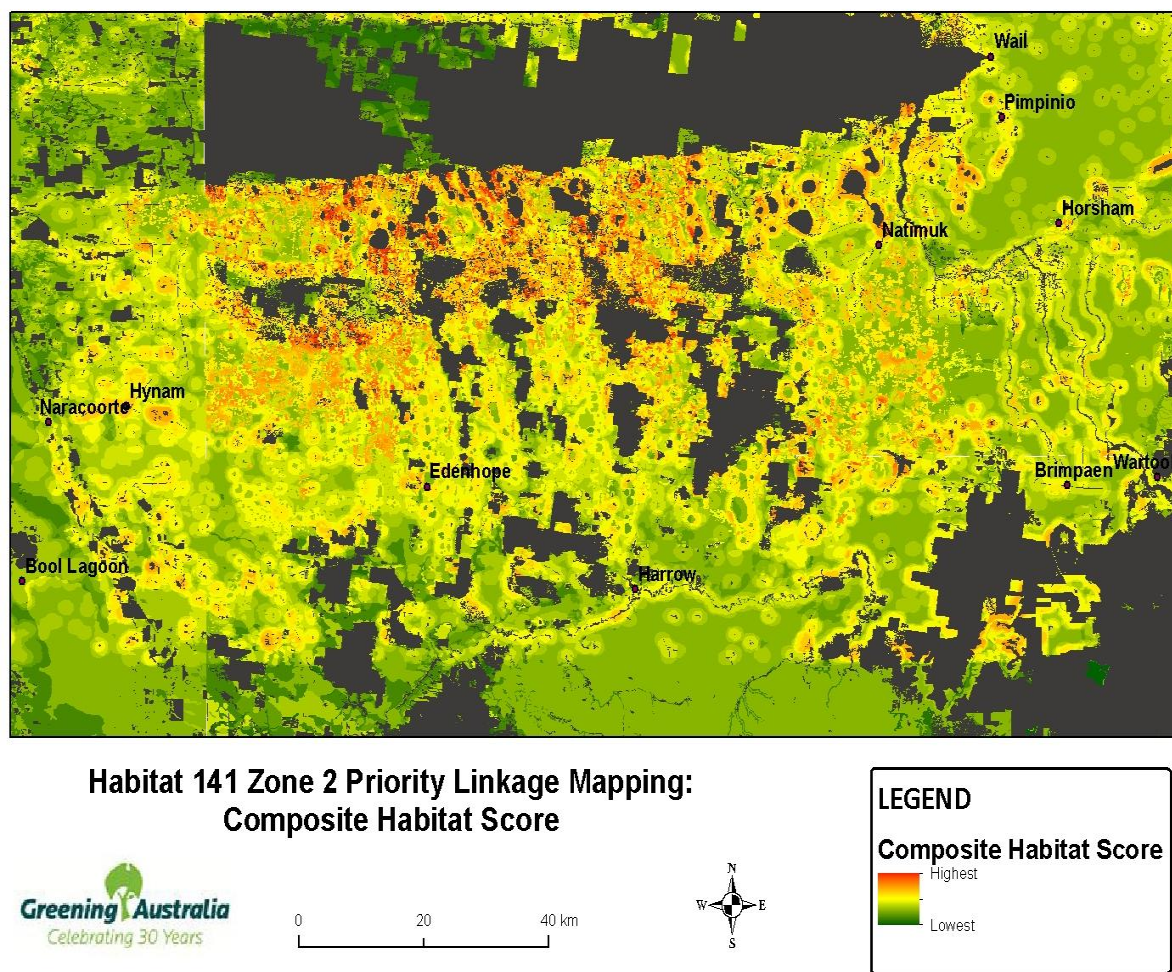 Wail
Pimpinio
Horsham
Natimuk
Hynam
Naracoorte
Edenhope
Brimpaen
Wartoo
Bool Lagoon
Harrow
Habitat 141 Zone 2 Priority Linkage Mapping:
Composite Habitat Score
LEGEND
Composite Habitat Score
Highest
Lowest
Greening Australia
Celebrating 30 Years
0 20 40 km
N
W E
S